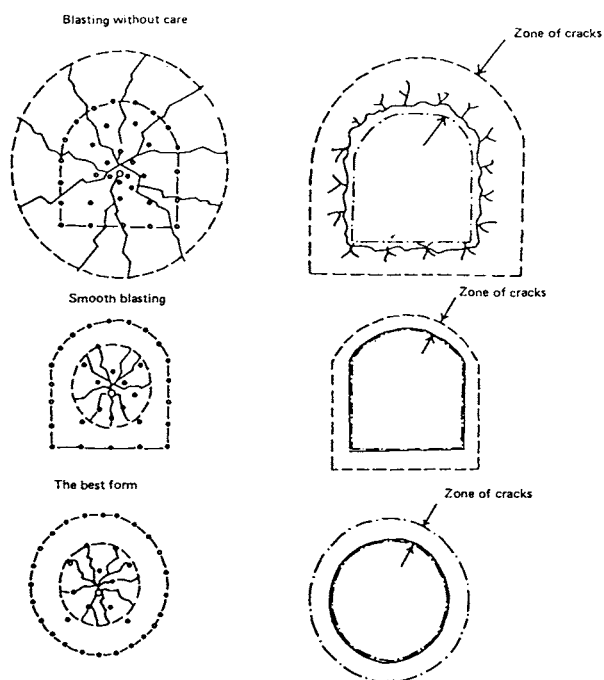 Blasting without care
Zone of cracks
Smooth blasting
Zone of cracks
The best form
Zone of cracks